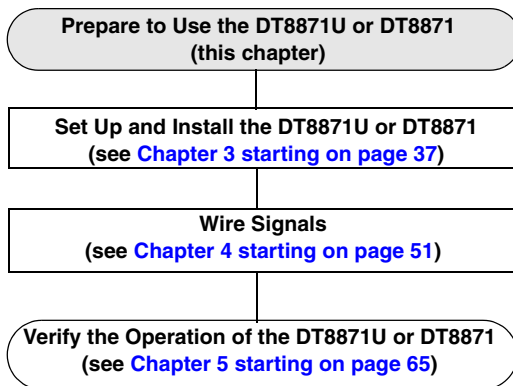 Prepare to Use the DT8871U or DT8871
(this chapter)
Set Up and Install the DT8871U or DT8871
(see Chapter 3 starting on page 37)
Wire Signals
(see Chapter 4 starting on page 51)
Verify the Operation of the DT8871U or DT8871
(see Chapter 5 starting on page 65)